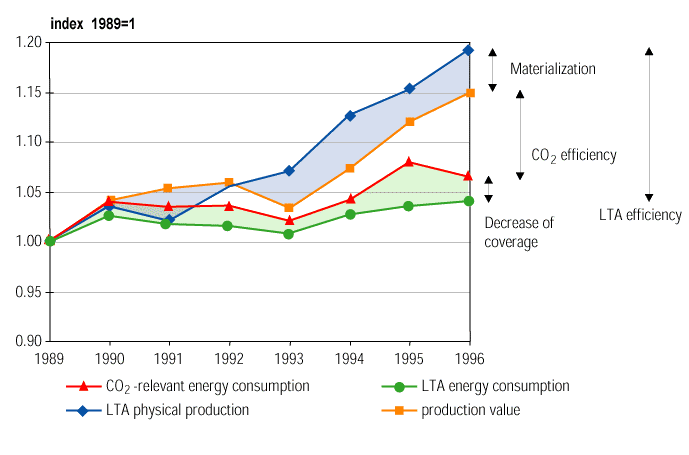 index 1989=1
1.20
1.15
1.10
1.05
1.00
0.95
0.90
1989 1990 1991 1992 1993 1994 1995 1996
Materialization
CO2 efficiency
LTA efficiency
Decrease of
coverage
CO2 -relevant energy consumption
LTA energy consumption
LTA physical production
production value